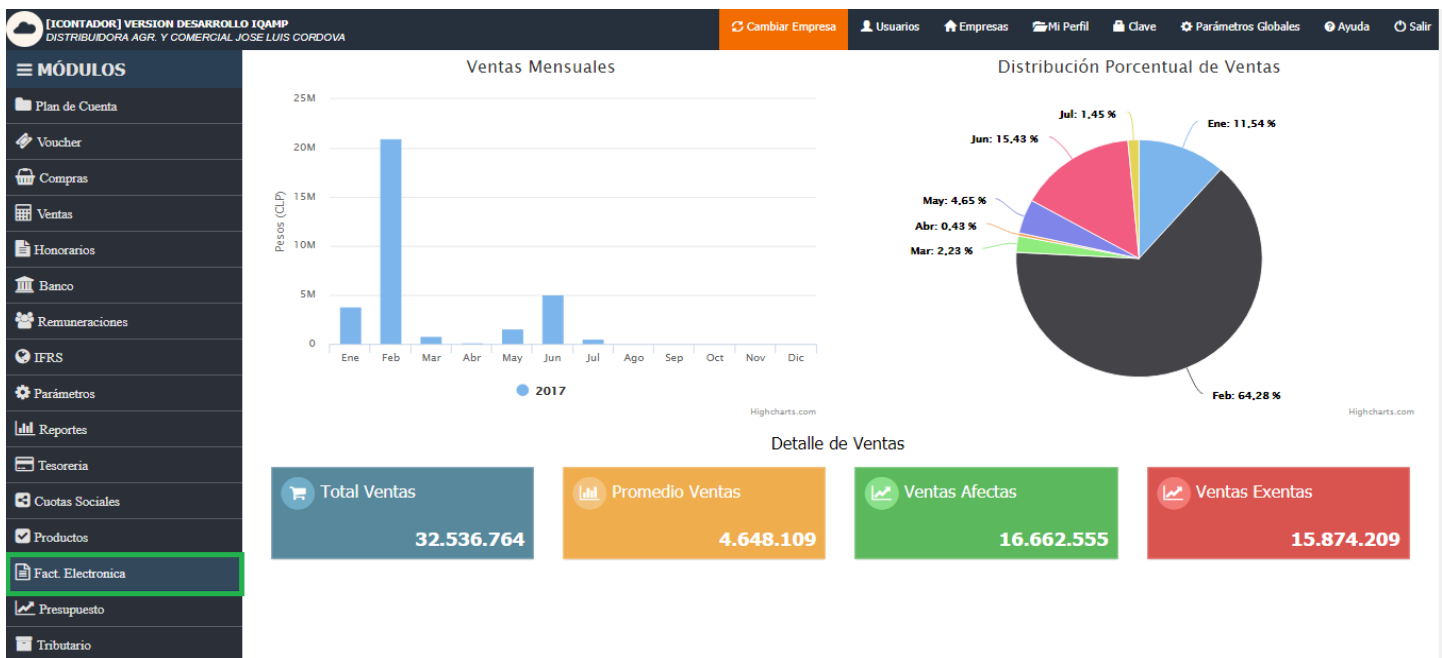 [ICONTADOR] VERSION DESARROLLO IQAMP
DISTRIBUIDORA AGR. Y COMERCIAL JOSE LUIS CORDOVA
Cambiar Empresa
Usuarios
Empresas
Mi Perfil
Clave
Parámetros Globales
Ayuda
Salir
MÓDULOS
Plan de Cuenta
Voucher
Compras
Ventas
Honorarios
Banco
Remuneraciones
IFRS
Parámetros
Reportes
Tesoreria
Cuotas Sociales
Productos
Fact. Electronica
Presupuesto
Tributario
Ventas Mensuales
Pesos (CLP)
25M
20M
15M
10M
5M
0
Ene Feb Mar Abr May Jun Jul Ago Sep Oct Nov Dic
2017
Highcharts.com
Distribución Porcentual de Ventas
Jul: 1,45 %
Ene: 11,54 %
Jun: 15,43 %
May: 4,65 %
Abr: 0,43 %
Mar: 2,23 %
Feb: 64,28 %
Highcharts.com
Detalle de Ventas
Total Ventas
32.536.764
Promedio Ventas
4.648.109
Ventas Afectas
16.662.555
Ventas Exentas
15.874.209